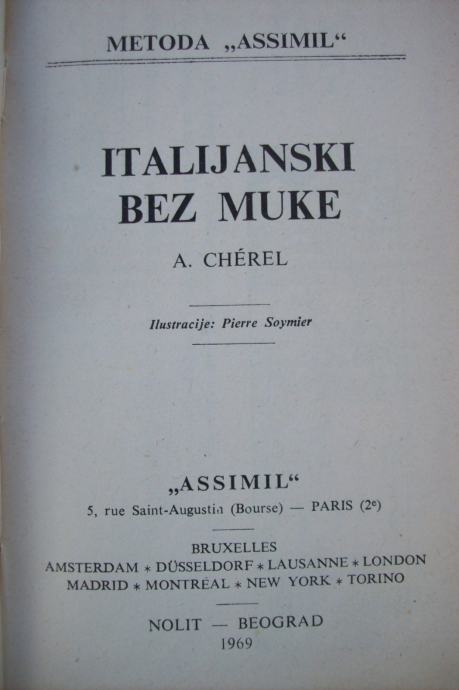 METODA „ASSIMIL“
ITALIJANSKI
BEZ MUKE
A. CHÉREL
Ilustracije: Pierre Soymier
„ASSIMIL“
5, rue Saint-Augustin (Bourse) — PARIS (2e)
BRUXELLES
AMSTERDAM * DÜSSELDORF * LAUSANNE * LONDON
MADRID * MONTRÉAL * NEW YORK * TORINO
NOLIT — BEOGRAD
1969